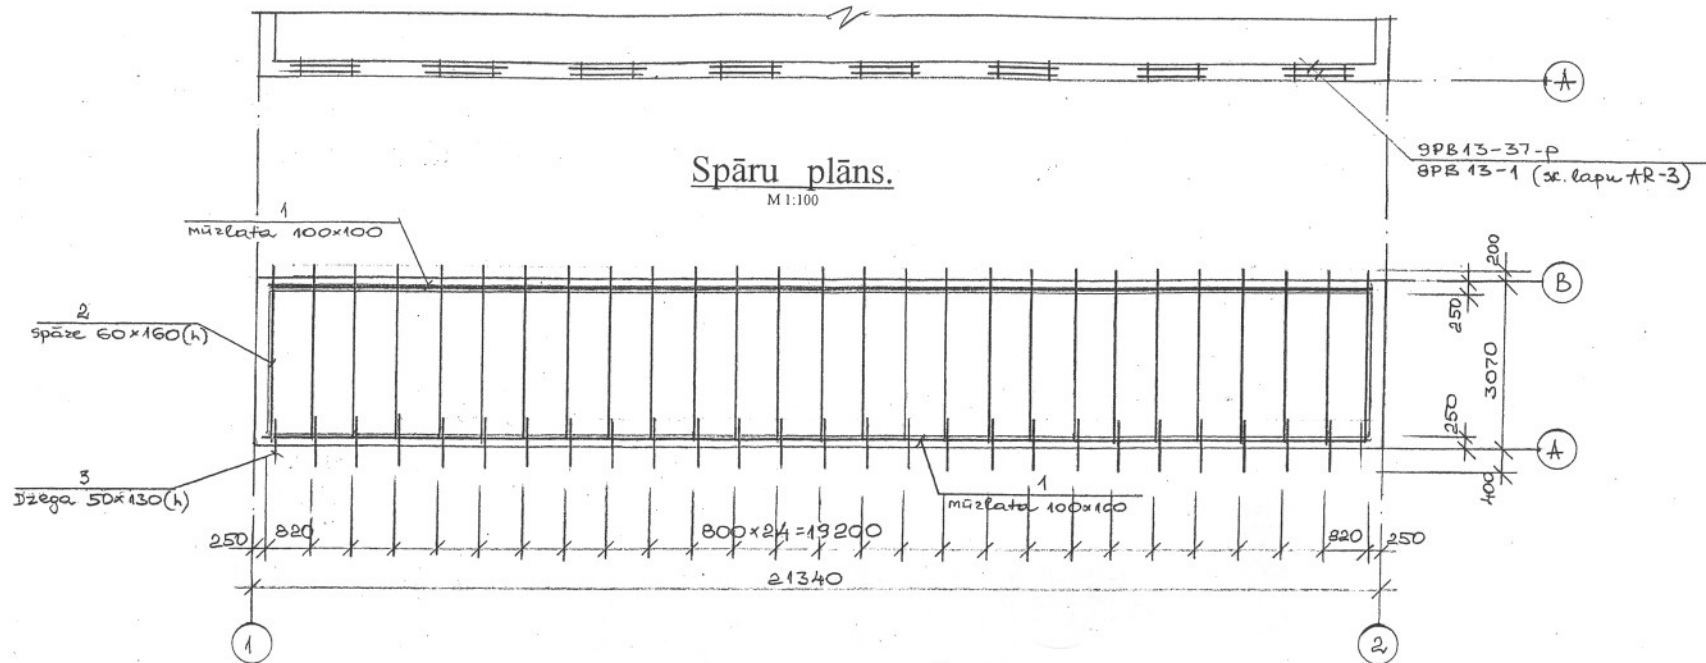 A
9PB13-37-p
8PB 13-1 (sk. lapu AR-3)
Spāru plāns.
M 1:100
1
mūrlata 100×100
200
B
250
2
spāre 60×160(h)
3070
250
A
3
Dzega 50×130(h)
400
1
mūrlata 100×100
250
820
800×24=19200
820
250
21340
1
2